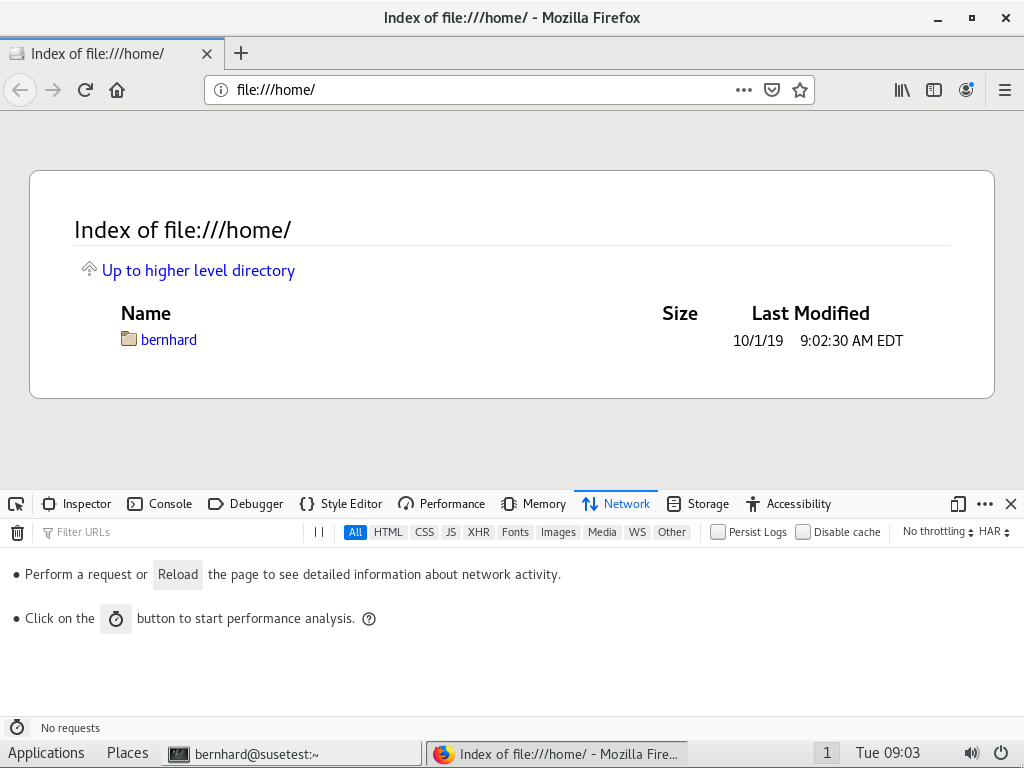 Index of file:///home/ - Mozilla Firefox
Index of file:///home/
file:///home/
Index of file:///home/
Up to higher level directory
Name Size Last Modified
bernhard 10/1/19 9:02:30 AM EDT
Inspector Console Debugger Style Editor Performance Memory Network Storage Accessibility
Filter URLs All HTML CSS JS XHR Fonts Images Media WS Other Persist Logs Disable cache No throttling HAR
• Perform a request or Reload the page to see detailed information about network activity.
• Click on the button to start performance analysis.
No requests
Applications Places bernhard@susetest:~ Index of file:///home/ - Mozilla Fire... 1 Tue 09:03